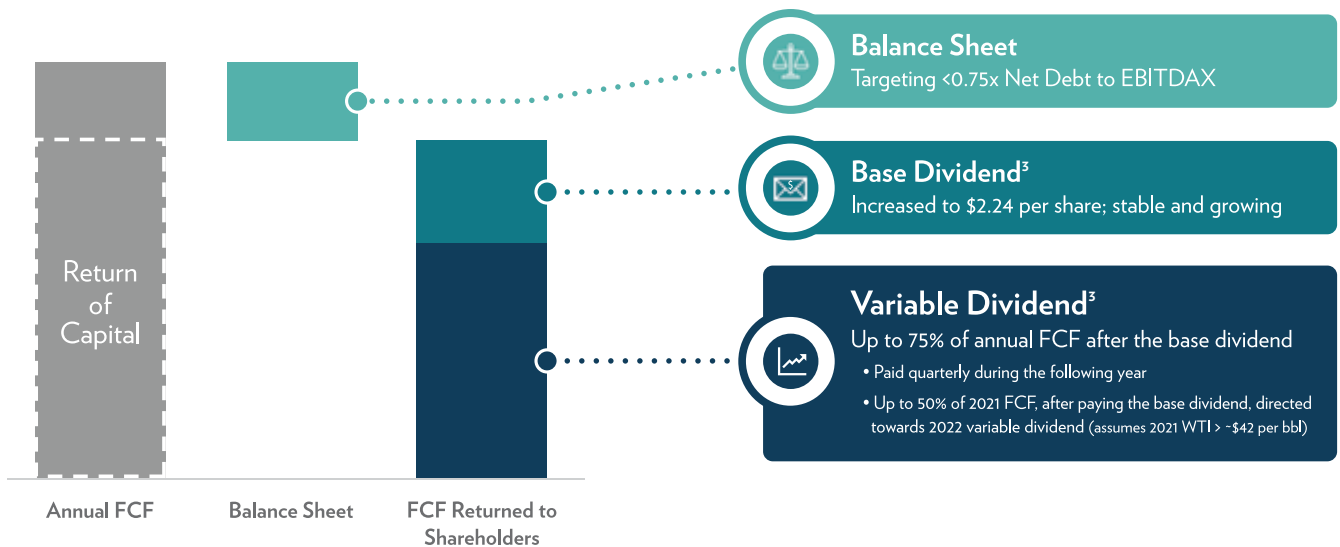 Balance Sheet
Targeting <0.75x Net Debt to EBITDAX
Base Dividend³
Increased to $2.24 per share; stable and growing
Return
of
Capital
Variable Dividend³
Up to 75% of annual FCF after the base dividend
• Paid quarterly during the following year
• Up to 50% of 2021 FCF, after paying the base dividend, directed
towards 2022 variable dividend (assumes 2021 WTI > ~$42 per bbl)
Annual FCF
Balance Sheet
FCF Returned to
Shareholders